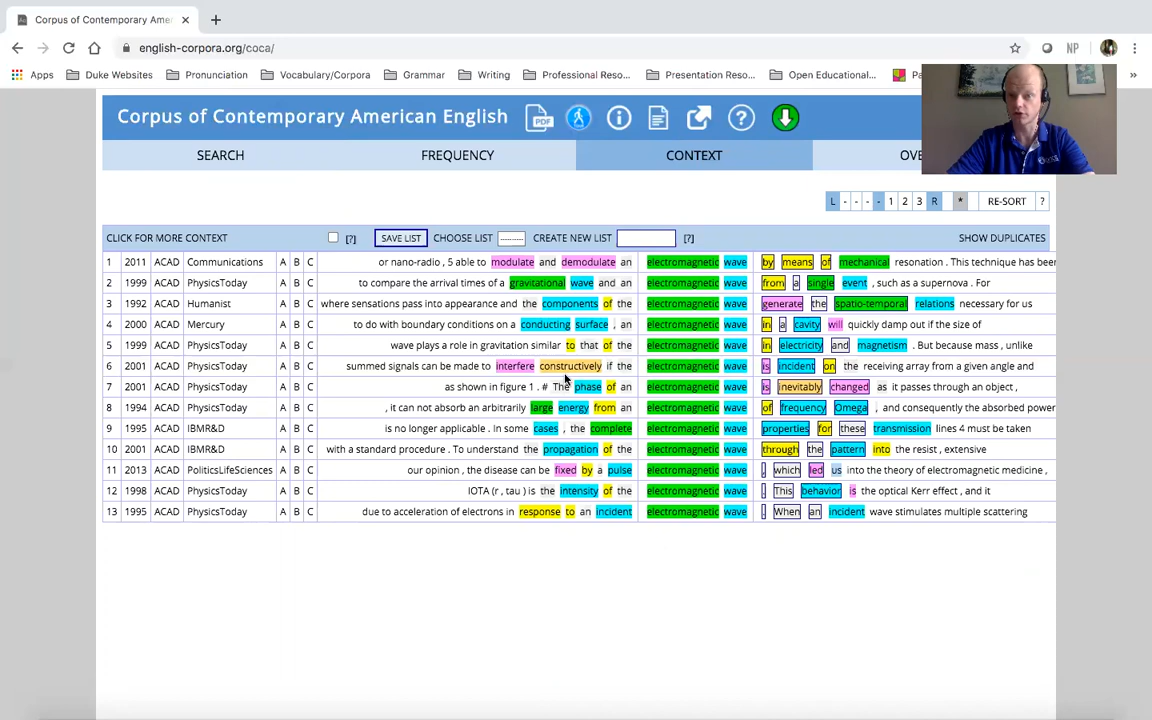 Corpus of Contemporary Amer
english-corpora.org/coca/
NP
Apps Duke Websites Pronunciation Vocabulary/Corpora Grammar Writing Professional Reso... Presentation Reso... Open Educational... »
Corpus of Contemporary American English PDF
SEARCH FREQUENCY CONTEXT
L - - - - 1 2 3 R * RE-SORT ?
CLICK FOR MORE CONTEXT [?] SAVE LIST CHOOSE LIST ---------- CREATE NEW LIST [?] SHOW DUPLICATES
1 2011 ACAD Communications A B C or nano-radio , 5 able to modulate and demodulate an electromagnetic wave by means of mechanical resonation . This technique has been
2 1999 ACAD PhysicsToday A B C to compare the arrival times of a gravitational wave and an electromagnetic wave from a single event , such as a supernova . For
3 1992 ACAD Humanist A B C where sensations pass into appearance and the components of the electromagnetic wave generate the spatio-temporal relations necessary for us
4 2000 ACAD Mercury A B C to do with boundary conditions on a conducting surface , an electromagnetic wave in a cavity will quickly damp out if the size of
5 1999 ACAD PhysicsToday A B C wave plays a role in gravitation similar to that of the electromagnetic wave in electricity and magnetism . But because mass , unlike
6 2001 ACAD PhysicsToday A B C summed signals can be made to interfere constructively if the electromagnetic wave is incident on the receiving array from a given angle and
7 2001 ACAD PhysicsToday A B C as shown in figure 1 . # The phase of an electromagnetic wave is inevitably changed as it passes through an object ,
8 1994 ACAD PhysicsToday A B C , it can not absorb an arbitrarily large energy from an electromagnetic wave of frequency Omega , and consequently the absorbed power
9 1995 ACAD IBMR&D A B C is no longer applicable . In some cases , the complete electromagnetic wave properties for these transmission lines 4 must be taken
10 2001 ACAD IBMR&D A B C with a standard procedure . To understand the propagation of the electromagnetic wave through the pattern into the resist , extensive
11 2013 ACAD PoliticsLifeSciences A B C our opinion , the disease can be fixed by a pulse electromagnetic wave , which led us into the theory of electromagnetic medicine ,
12 1998 ACAD PhysicsToday A B C IOTA (r , tau ) is the intensity of the electromagnetic wave . This behavior is the optical Kerr effect , and it
13 1995 ACAD PhysicsToday A B C due to acceleration of electrons in response to an incident electromagnetic wave . When an incident wave stimulates multiple scattering